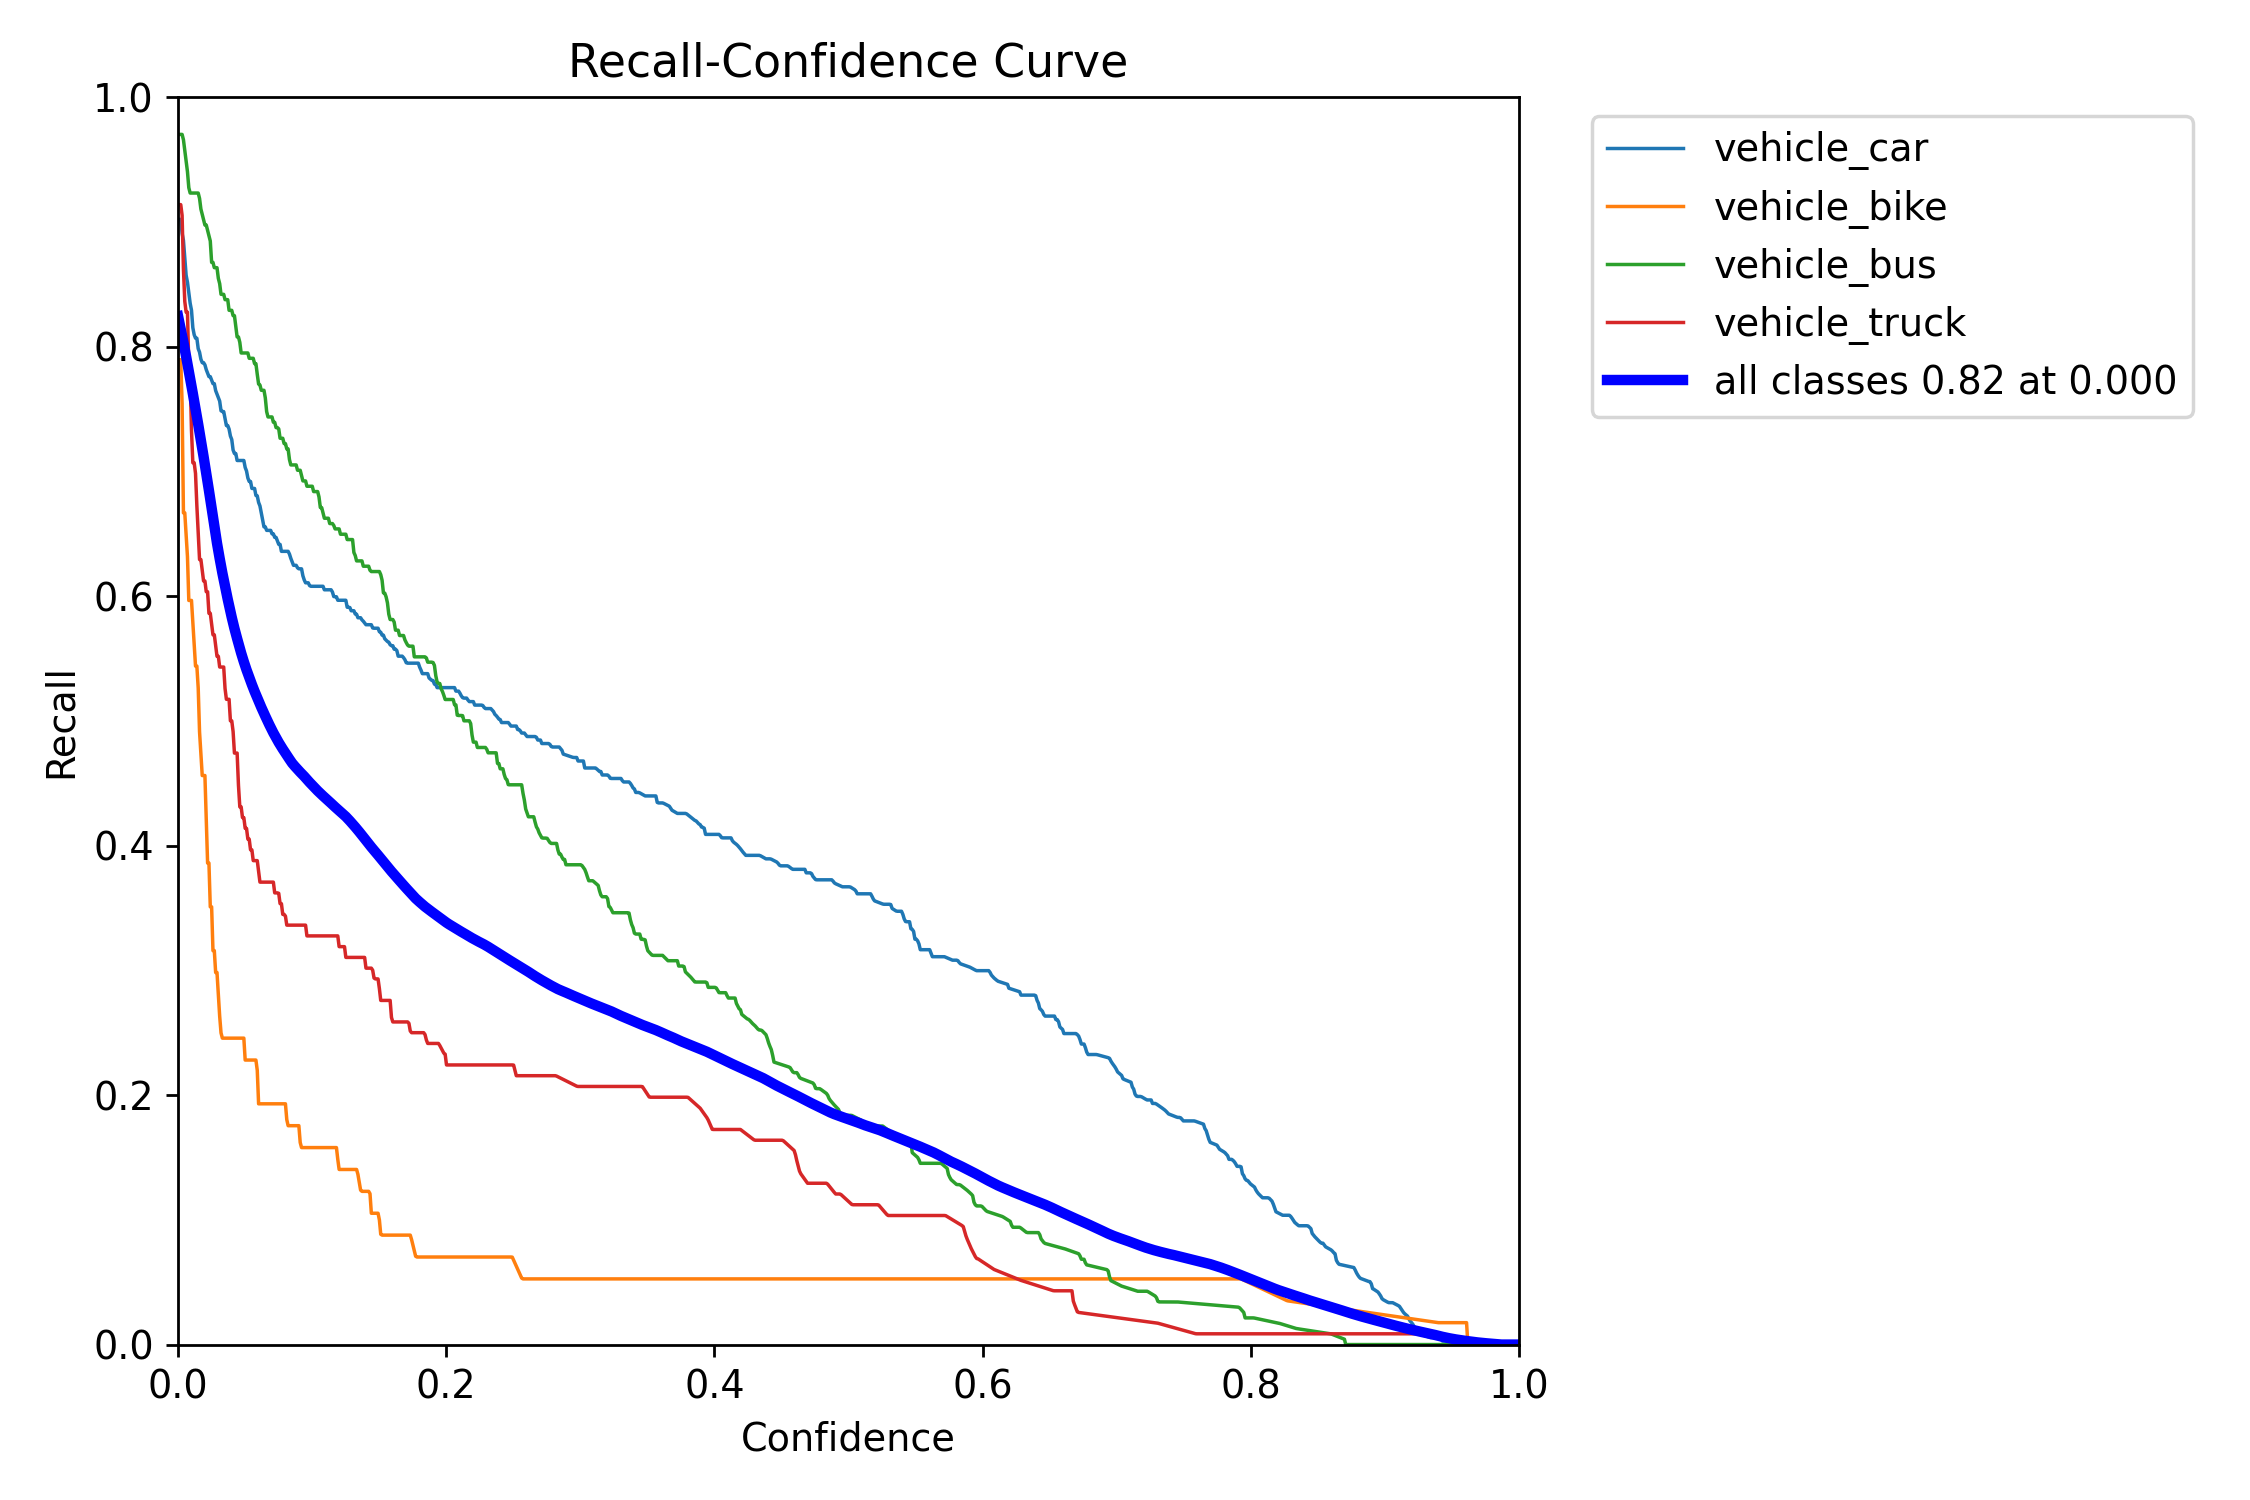 Recall-Confidence Curve
1.0
0.8
0.6
0.4
0.2
0.0
Recall
0.0 0.2 0.4 0.6 0.8 1.0
Confidence
vehicle_car
vehicle_bike
vehicle_bus
vehicle_truck
all classes 0.82 at 0.000